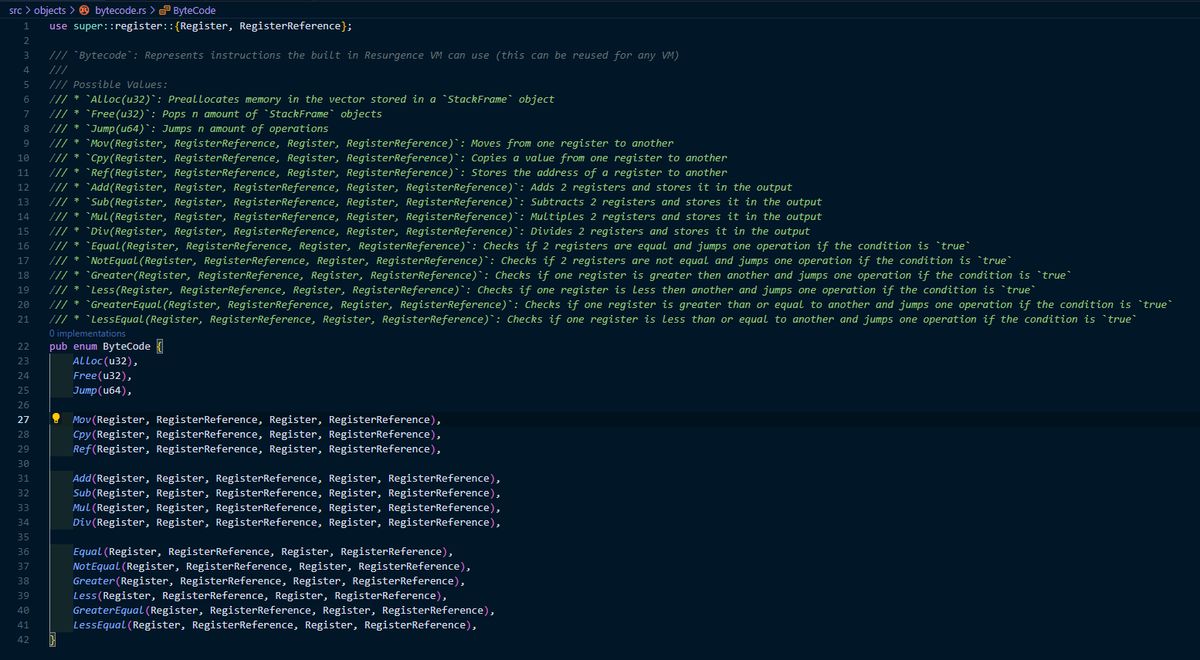 src > objects > bytecode.rs > ByteCode
1 use super::register::{Register, RegisterReference};
2
3 /// `Bytecode`: Represents instructions the built in Resurgence VM can use (this can be reused for any VM)
4 ///
5 /// Possible Values:
6 /// * `Alloc(u32)`: Preallocates memory in the vector stored in a `StackFrame` object
7 /// * `Free(u32)`: Pops n amount of `StackFrame` objects
8 /// * `Jump(u64)`: Jumps n amount of operations
9 /// * `Mov(Register, RegisterReference, Register, RegisterReference)`: Moves from one register to another
10 /// * `Cpy(Register, RegisterReference, Register, RegisterReference)`: Copies a value from one register to another
11 /// * `Ref(Register, RegisterReference, Register, RegisterReference)`: Stores the address of a register to another
12 /// * `Add(Register, Register, RegisterReference, Register, RegisterReference)`: Adds 2 registers and stores it in the output
13 /// * `Sub(Register, Register, RegisterReference, Register, RegisterReference)`: Subtracts 2 registers and stores it in the output
14 /// * `Mul(Register, Register, RegisterReference, Register, RegisterReference)`: Multiples 2 registers and stores it in the output
15 /// * `Div(Register, Register, RegisterReference, Register, RegisterReference)`: Divides 2 registers and stores it in the output
16 /// * `Equal(Register, RegisterReference, Register, RegisterReference)`: Checks if 2 registers are equal and jumps one operation if the condition is `true`
17 /// * `NotEqual(Register, RegisterReference, Register, RegisterReference)`: Checks if 2 registers are not equal and jumps one operation if the condition is `true`
18 /// * `Greater(Register, RegisterReference, Register, RegisterReference)`: Checks if one register is greater then another and jumps one operation if the condition is `true`
19 /// * `Less(Register, RegisterReference, Register, RegisterReference)`: Checks if one register is less then another and jumps one operation if the condition is `true`
20 /// * `GreaterEqual(Register, RegisterReference, Register, RegisterReference)`: Checks if one register is greater than or equal to another and jumps one operation if the condition is `true`
21 /// * `LessEqual(Register, RegisterReference, Register, RegisterReference)`: Checks if one register is less than or equal to another and jumps one operation if the condition is `true`
0 implementations
22 pub enum ByteCode {
23 Alloc(u32),
24 Free(u32),
25 Jump(u64),
26
27 Mov(Register, RegisterReference, Register, RegisterReference),
28 Cpy(Register, RegisterReference, Register, RegisterReference),
29 Ref(Register, RegisterReference, Register, RegisterReference),
30
31 Add(Register, Register, RegisterReference, Register, RegisterReference),
32 Sub(Register, Register, RegisterReference, Register, RegisterReference),
33 Mul(Register, Register, RegisterReference, Register, RegisterReference),
34 Div(Register, Register, RegisterReference, Register, RegisterReference),
35
36 Equal(Register, RegisterReference, Register, RegisterReference),
37 NotEqual(Register, RegisterReference, Register, RegisterReference),
38 Greater(Register, RegisterReference, Register, RegisterReference),
39 Less(Register, RegisterReference, Register, RegisterReference),
40 GreaterEqual(Register, RegisterReference, Register, RegisterReference),
41 LessEqual(Register, RegisterReference, Register, RegisterReference),
42 }